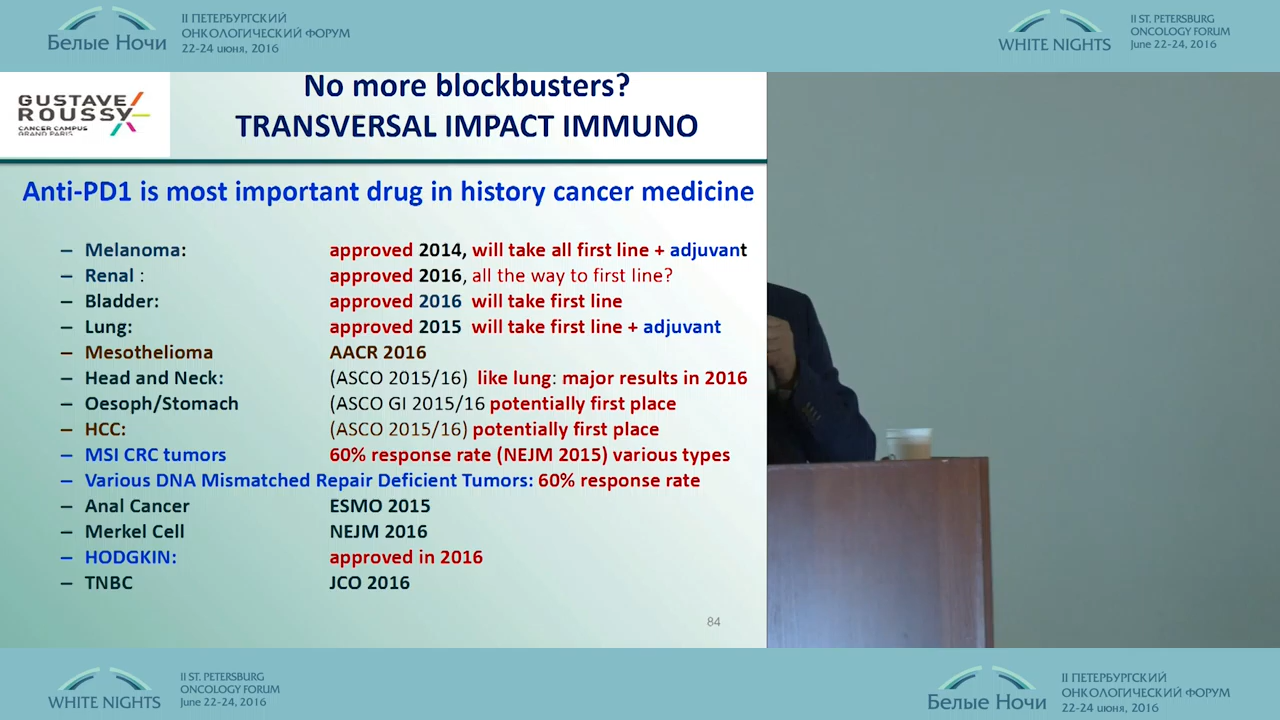 Белые Ночи
II ПЕТЕРБУРГСКИЙ
ОНКОЛОГИЧЕСКИЙ ФОРУМ
22-24 июня, 2016
WHITE NIGHTS
II ST. PETERSBURG
ONCOLOGY FORUM
June 22-24, 2016
GUSTAVE
ROUSSY
CANCER CAMPUS
GRAND PARIS
No more blockbusters?
TRANSVERSAL IMPACT IMMUNO
Anti-PD1 is most important drug in history cancer medicine
– Melanoma: approved 2014, will take all first line + adjuvant
– Renal : approved 2016, all the way to first line?
– Bladder: approved 2016 will take first line
– Lung: approved 2015 will take first line + adjuvant
– Mesothelioma AACR 2016
– Head and Neck: (ASCO 2015/16) like lung: major results in 2016
– Oesoph/Stomach (ASCO GI 2015/16 potentially first place
– HCC: (ASCO 2015/16) potentially first place
– MSI CRC tumors 60% response rate (NEJM 2015) various types
– Various DNA Mismatched Repair Deficient Tumors: 60% response rate
– Anal Cancer ESMO 2015
– Merkel Cell NEJM 2016
– HODGKIN: approved in 2016
– TNBC JCO 2016
84
WHITE NIGHTS
II ST. PETERSBURG
ONCOLOGY FORUM
June 22-24, 2016
Белые Ночи
II ПЕТЕРБУРГСКИЙ
ОНКОЛОГИЧЕСКИЙ ФОРУМ
22-24 июня, 2016